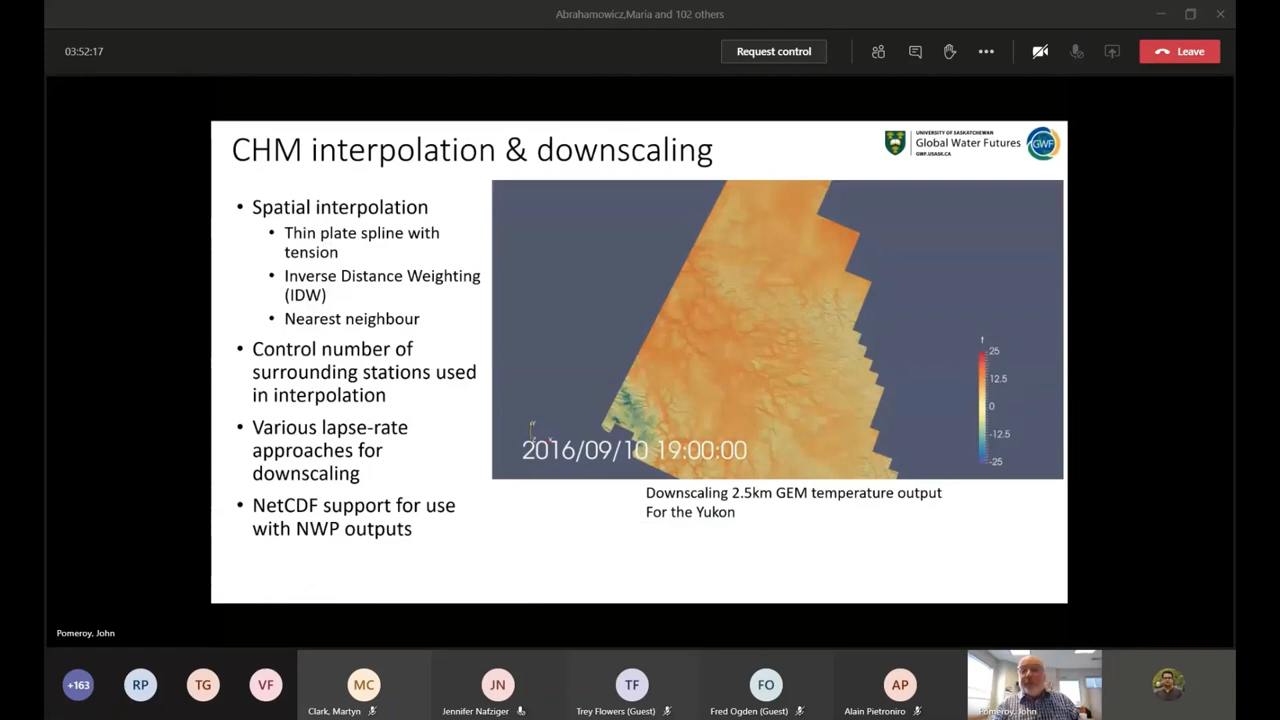 Abrahamowicz,Maria and 102 others
03:52:17
Request control
Leave
CHM interpolation & downscaling
UNIVERSITY OF SASKATCHEWAN
Global Water Futures
GWF.USASK.CA
GWF
• Spatial interpolation
• Thin plate spline with
tension
• Inverse Distance Weighting
(IDW)
• Nearest neighbour
• Control number of
surrounding stations used
in interpolation
• Various lapse-rate
approaches for
downscaling
• NetCDF support for use
with NWP outputs
t
25
12.5
0
-12.5
-25
2016/09/10 19:00:00
Downscaling 2.5km GEM temperature output
For the Yukon
Pomeroy, John
+163
RP
TG
VF
MC
Clark, Martyn
JN
Jennifer Nafziger
TF
Trey Flowers (Guest)
FO
Fred Ogden (Guest)
AP
Alain Pietroniro
Pomeroy, John